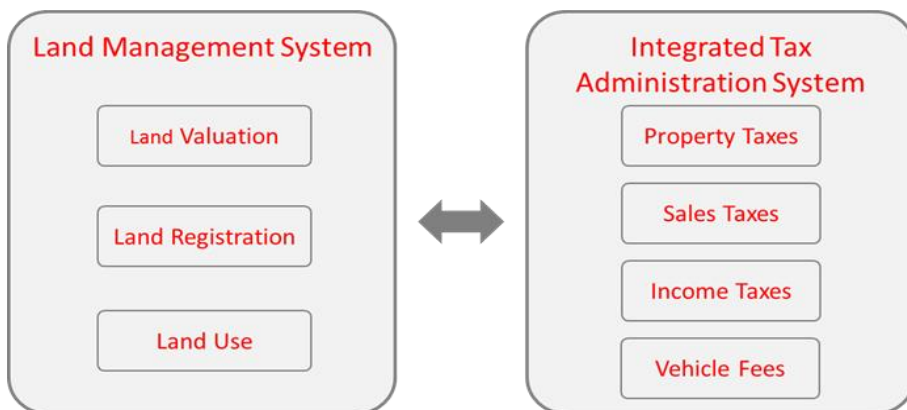 Land Management System
Land Valuation
Land Registration
Land Use
Integrated Tax
Administration System
Property Taxes
Sales Taxes
Income Taxes
Vehicle Fees